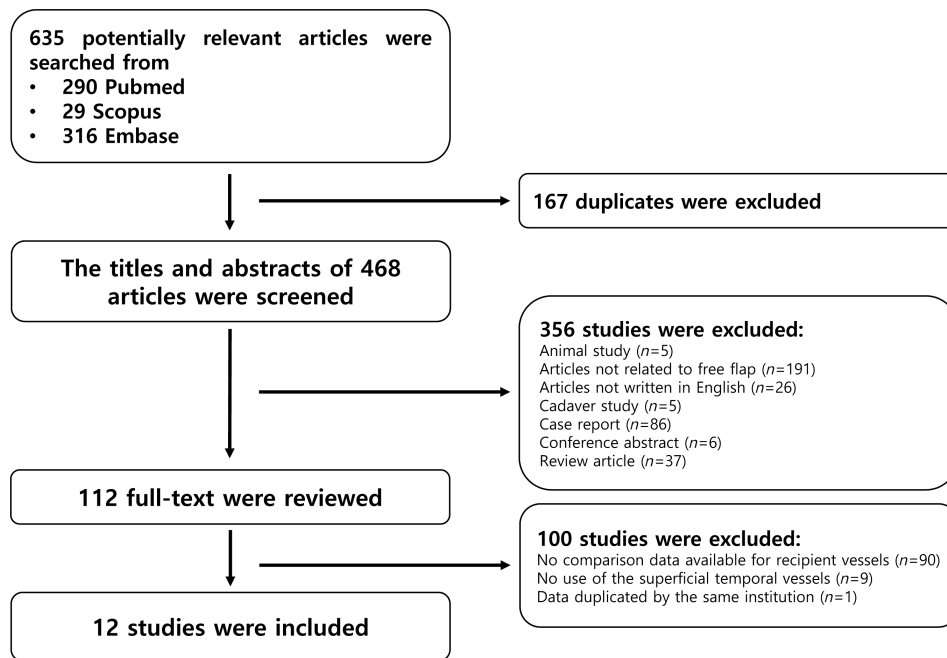 635 potentially relevant articles were
searched from
• 290 Pubmed
• 29 Scopus
• 316 Embase
167 duplicates were excluded
The titles and abstracts of 468
articles were screened
356 studies were excluded:
Animal study (n=5)
Articles not related to free flap (n=191)
Articles not written in English (n=26)
Cadaver study (n=5)
Case report (n=86)
Conference abstract (n=6)
Review article (n=37)
112 full-text were reviewed
100 studies were excluded:
No comparison data available for recipient vessels (n=90)
No use of the superficial temporal vessels (n=9)
Data duplicated by the same institution (n=1)
12 studies were included